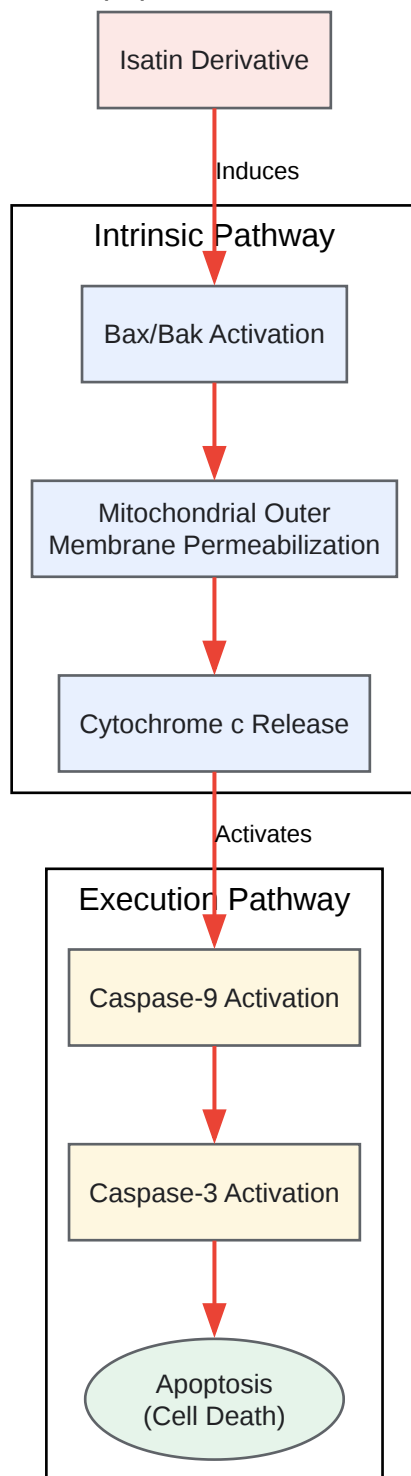 Isatin Derivative
Induces
Intrinsic Pathway
Bax/Bak Activation
Mitochondrial Outer
Membrane Permeabilization
Cytochrome c Release
Activates
Execution Pathway
Caspase-9 Activation
Caspase-3 Activation
Apoptosis
(Cell Death)